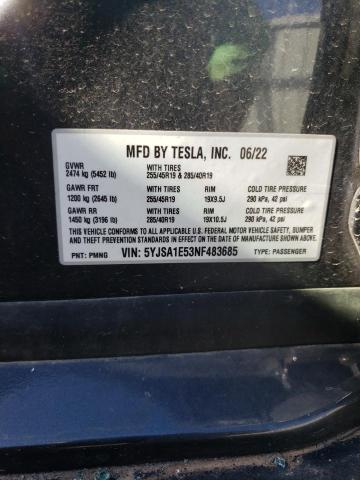 MFD BY TESLA, INC. 06/22
GVWR WITH TIRES
2474 kg (5452 lb) 255/45R19 & 285/40R19
GAWR FRT WITH TIRES RIM COLD TIRE PRESSURE
1200 kg (2645 lb) 255/45R19 19X9.5J 290 kPa, 42 psi
GAWR RR WITH TIRES RIM COLD TIRE PRESSURE
1450 kg (3196 lb) 285/40R19 19X10.5J 290 kPa, 42 psi
THIS VEHICLE CONFORMS TO ALL APPLICABLE U.S. FEDERAL MOTOR VEHICLE SAFETY, BUMPER
AND THEFT PREVENTION STANDARDS IN EFFECT ON THE DATE OF MANUFACTURE SHOWN ABOVE.
PNT: PMNG VIN: 5YJSA1E53NF483685 TYPE: PASSENGER